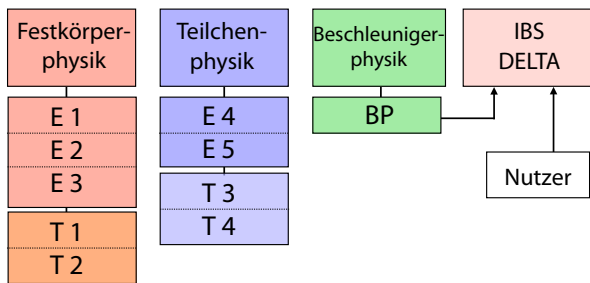 Festkörper-
physik
E 1
E 2
E 3
T 1
T 2
Teilchen-
physik
E 4
E 5
T 3
T 4
Beschleuniger-
physik
BP
IBS
DELTA
Nutzer